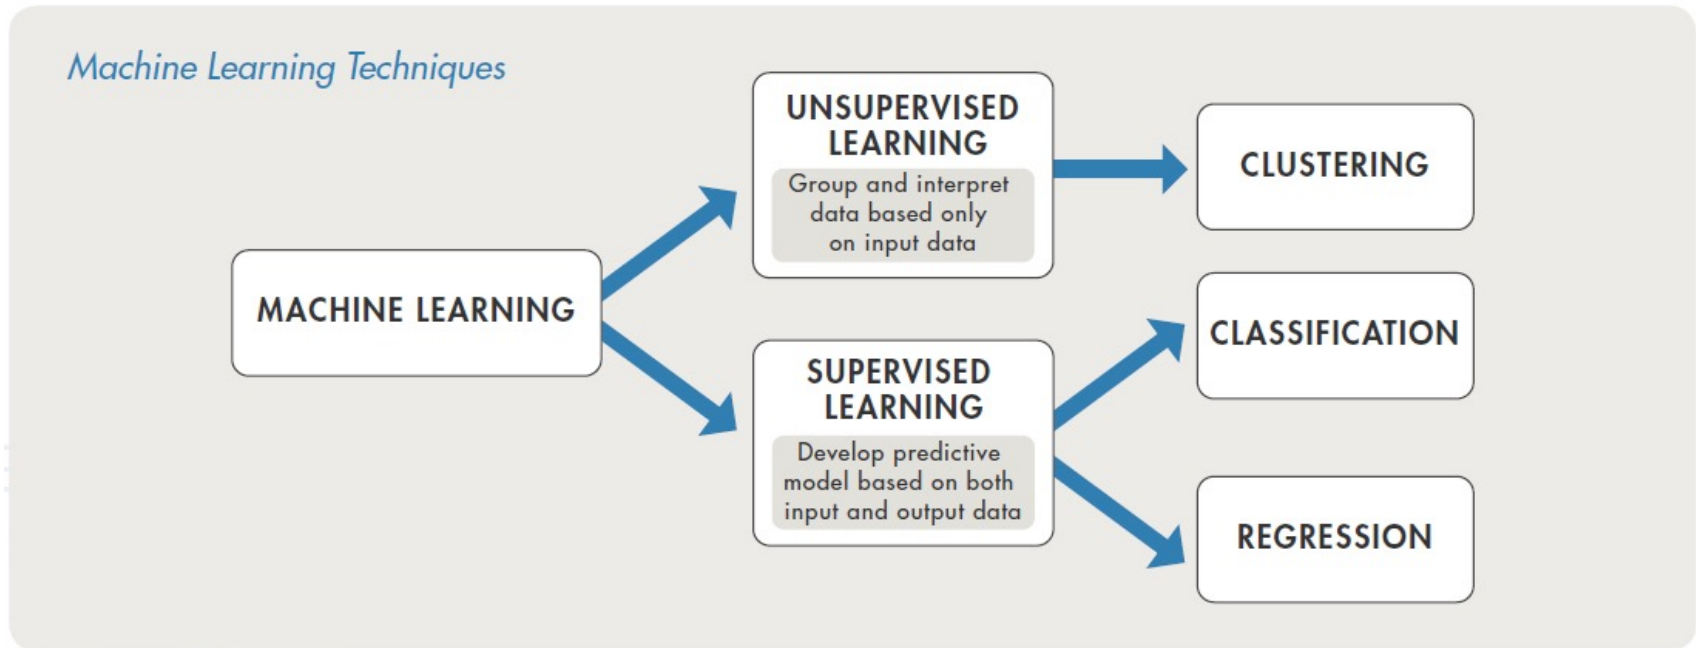 Machine Learning Techniques
UNSUPERVISED
LEARNING
Group and interpret
data based only
on input data
CLUSTERING
MACHINE LEARNING
CLASSIFICATION
SUPERVISED
LEARNING
Develop predictive
model based on both
input and output data
REGRESSION